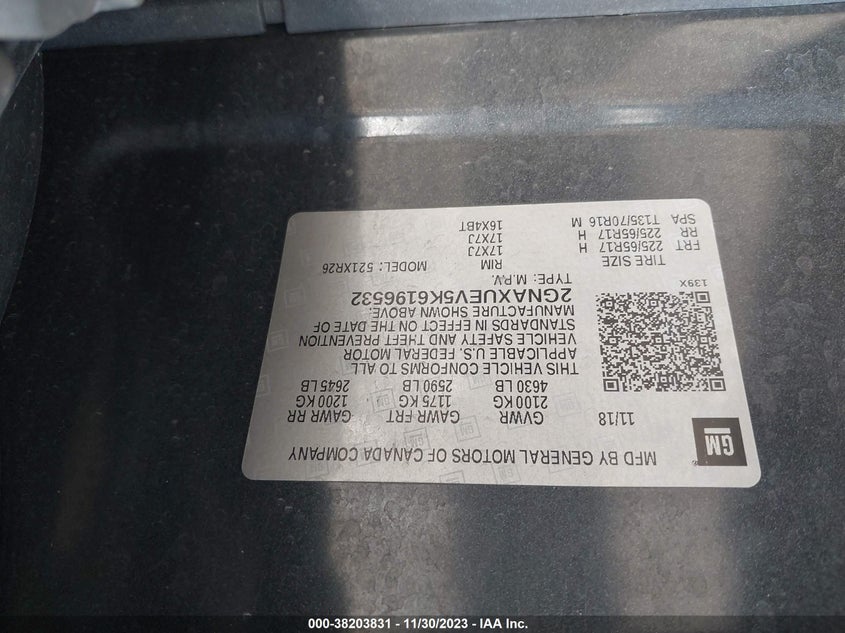 MFD BY GENERAL MOTORS OF CANADA COMPANY
GM
11/18
GVWR GAWR FRT GAWR RR
2100 KG 1175 KG 1200 KG
4630 LB 2590 LB 2645 LB
THIS VEHICLE CONFORMS TO ALL
APPLICABLE U.S. FEDERAL MOTOR
VEHICLE SAFETY AND THEFT PREVENTION
STANDARDS IN EFFECT ON THE DATE OF
MANUFACTURE SHOWN ABOVE.
2GNAXUEV5K6196532
TYPE: M.P.V. MODEL: 521XR26
139X
TIRE SIZE RIM
FRT 225/65R17 H 17X7J
RR 225/65R17 H 17X7J
SPA T135/70R16 M 16X4BT
000-38203831 - 11/30/2023 - IAA Inc.